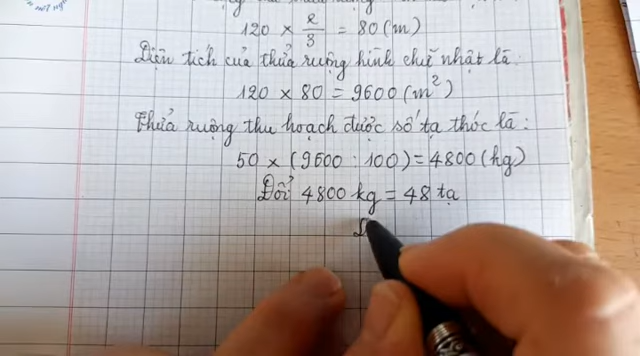 120 × 2/3 = 80 (m)
Diện tích của thửa ruộng hình chữ nhật là:
120 × 80 = 9600 (m²)
Thửa ruộng thu hoạch được số tạ thóc là:
50 × (9600 : 100) = 4800 (kg)
Đổi 4800 kg = 48 tạ